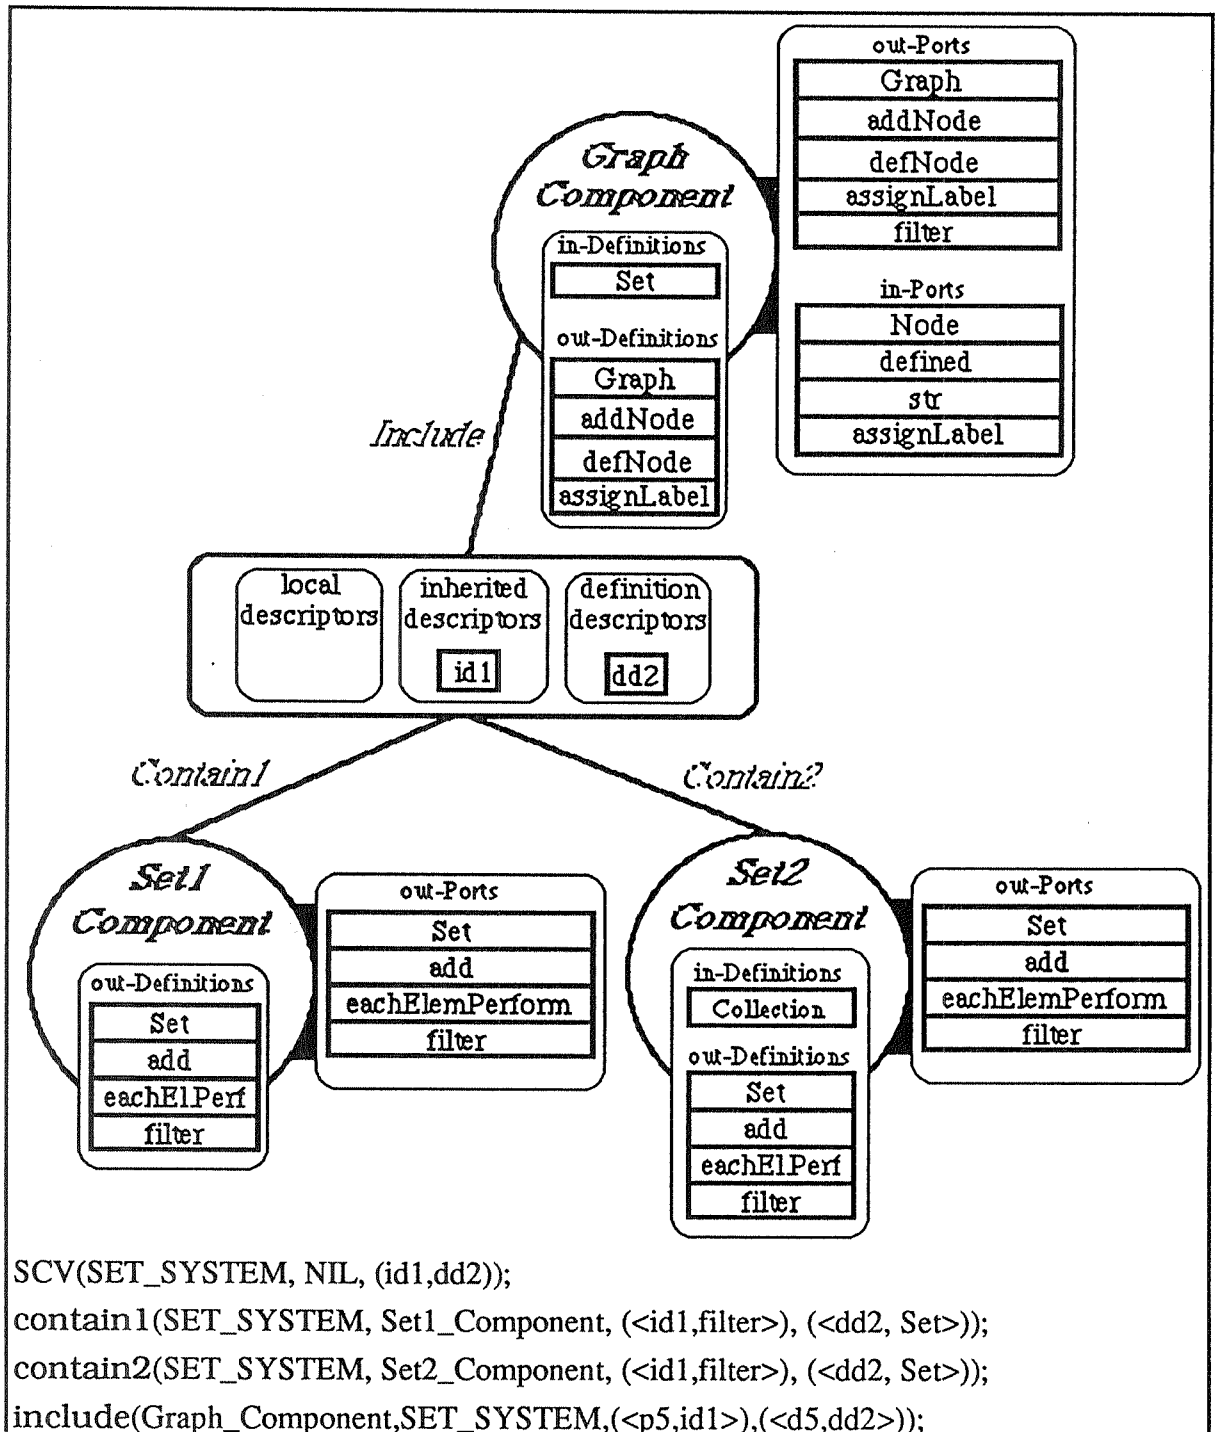 out-Ports
Graph
addNode
defNode
assignLabel
filter
in-Ports
Node
defined
str
assignLabel
Graph
Component
in-Definitions
Set
out-Definitions
Graph
addNode
defNode
assignLabel
Include
local
descriptors
inherited
descriptors
id1
definition
descriptors
dd2
Contain1
Contain2
Set1
Component
out-Definitions
Set
add
eachElPerf
filter
out-Ports
Set
add
eachElemPerform
filter
Set2
Component
in-Definitions
Collection
out-Definitions
Set
add
eachElPerf
filter
out-Ports
Set
add
eachElemPerform
filter
SCV(SET_SYSTEM, NIL, (id1,dd2));
contain1(SET_SYSTEM, Set1_Component, (<id1,filter>), (<dd2, Set>));
contain2(SET_SYSTEM, Set2_Component, (<id1,filter>), (<dd2, Set>));
include(Graph_Component,SET_SYSTEM,(<p5,id1>),(<d5,dd2>));